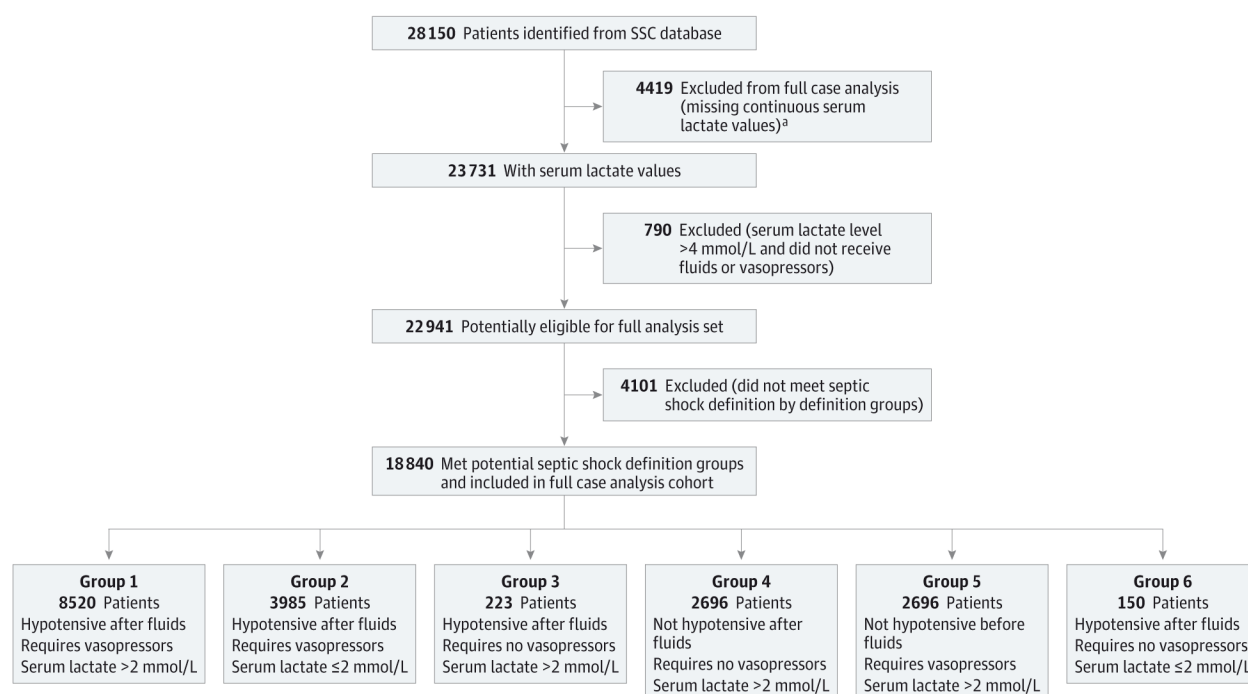 28150 Patients identified from SSC database
4419 Excluded from full case analysis
(missing continuous serum
lactate values)a
23731 With serum lactate values
790 Excluded (serum lactate level
>4 mmol/L and did not receive
fluids or vasopressors)
22941 Potentially eligible for full analysis set
4101 Excluded (did not meet septic
shock definition by definition groups)
18840 Met potential septic shock definition groups
and included in full case analysis cohort
Group 1
8520 Patients
Hypotensive after fluids
Requires vasopressors
Serum lactate >2 mmol/L
Group 2
3985 Patients
Hypotensive after fluids
Requires vasopressors
Serum lactate ≤2 mmol/L
Group 3
223 Patients
Hypotensive after fluids
Requires no vasopressors
Serum lactate >2 mmol/L
Group 4
2696 Patients
Not hypotensive after
fluids
Requires no vasopressors
Serum lactate >2 mmol/L
Group 5
2696 Patients
Not hypotensive before
fluids
Requires vasopressors
Serum lactate >2 mmol/L
Group 6
150 Patients
Hypotensive after fluids
Requires no vasopressors
Serum lactate ≤2 mmol/L